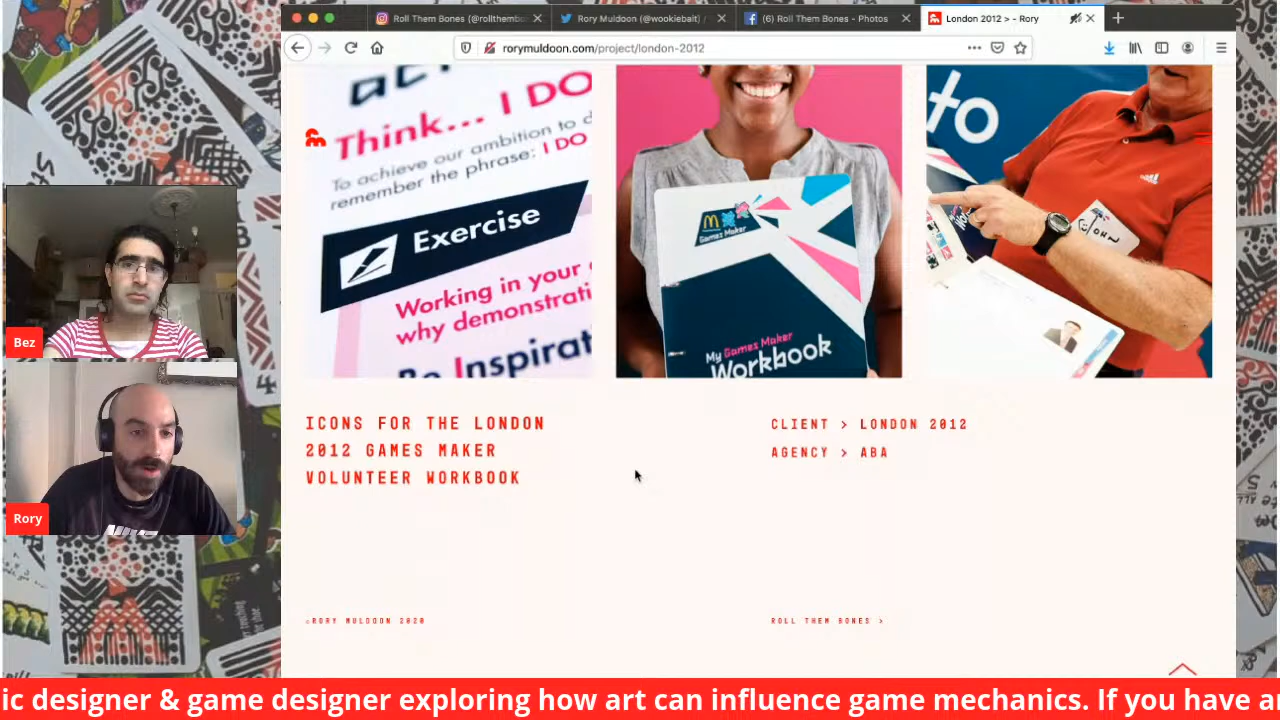 Roll Them Bones (@rollthembo
Rory Muldoon (@wookiebait) /
(6) Roll Them Bones - Photos
London 2012 > - Rory
rorymuldoon.com/project/london-2012
Think... I DO
To achieve our ambition to d
remember the phrase: I DO
Exercise
Working in your
why demonstrati
Be Inspirat
Games Maker
My Games Maker
Workbook
to
JOHN
Bez
Rory
ICONS FOR THE LONDON
2012 GAMES MAKER
VOLUNTEER WORKBOOK
CLIENT > LONDON 2012
AGENCY > ABA
©RORY MULDOON 2020
ROLL THEM BONES >
ic designer & game designer exploring how art can influence game mechanics. If you have a